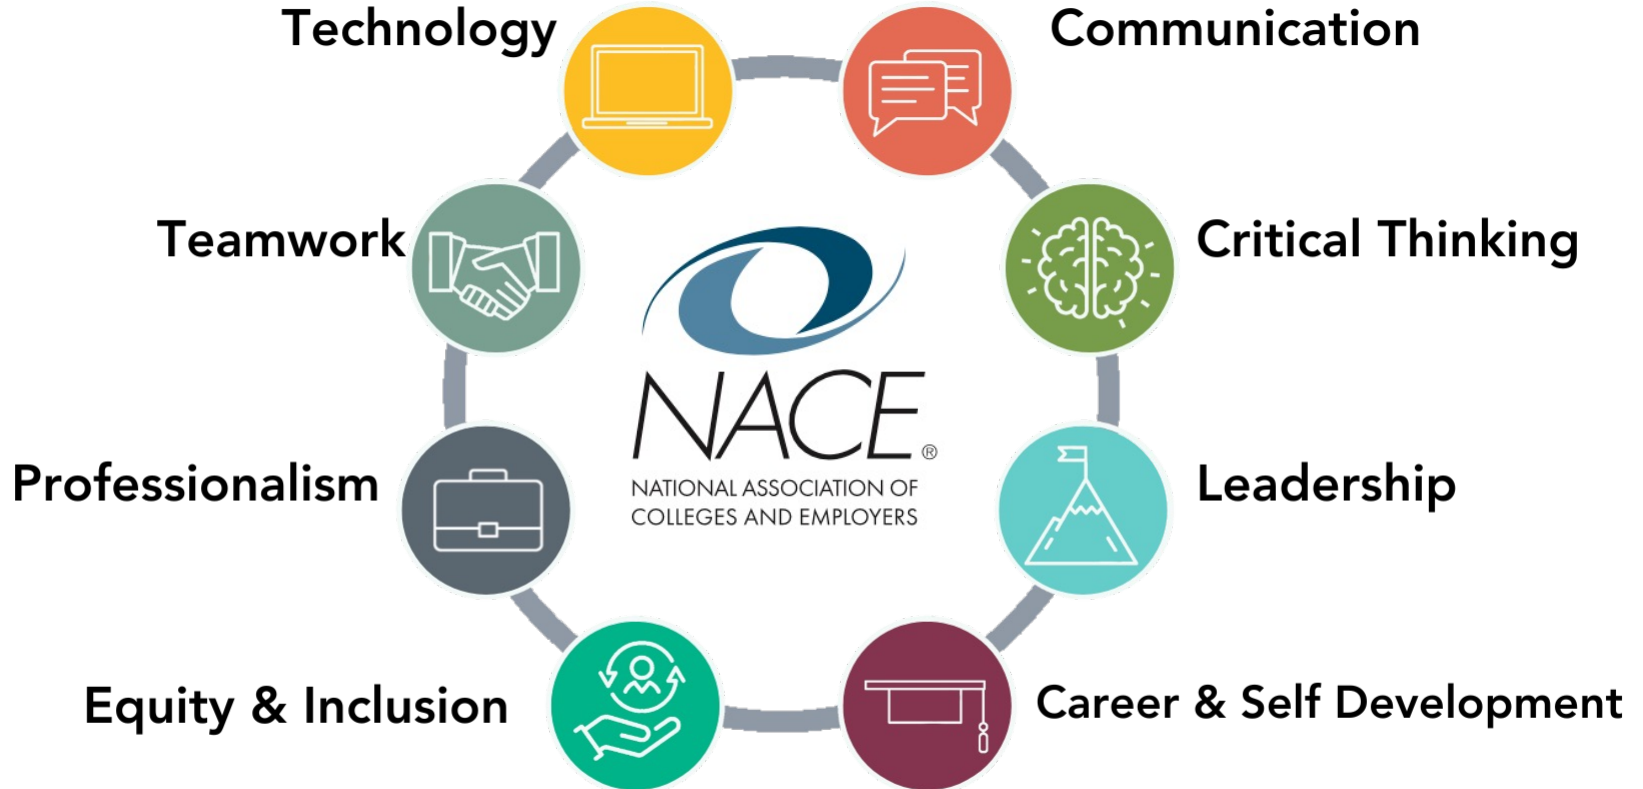 Technology
Communication
Teamwork
Critical Thinking
NACE®
NATIONAL ASSOCIATION OF
COLLEGES AND EMPLOYERS
Professionalism
Leadership
Equity & Inclusion
Career & Self Development